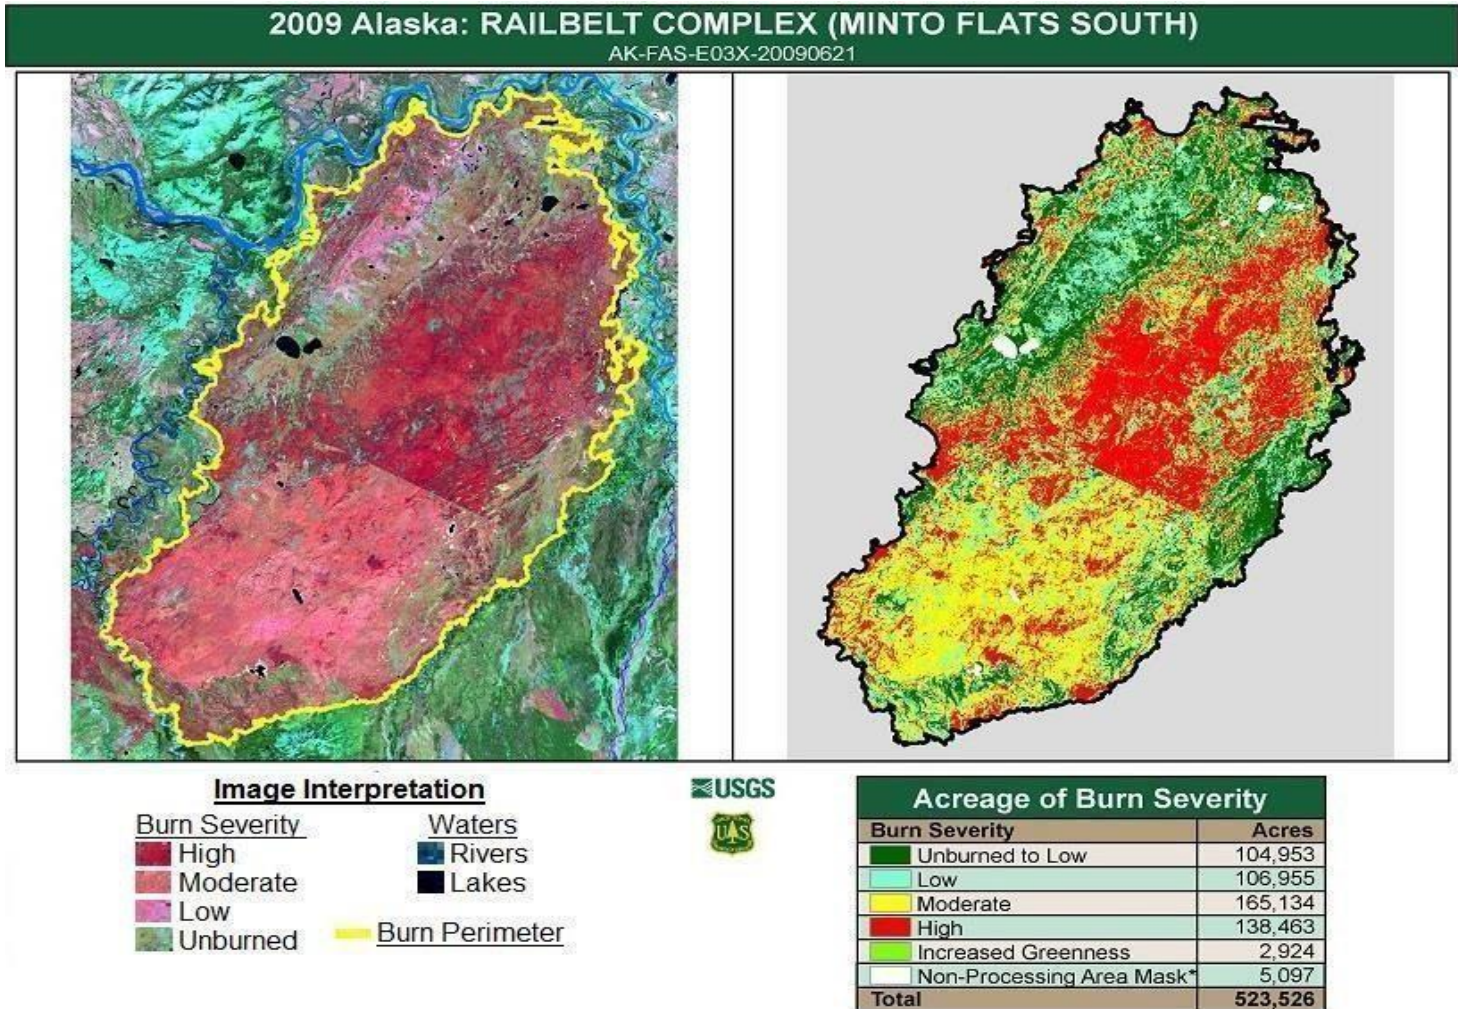 2009 Alaska: RAILBELT COMPLEX (MINTO FLATS SOUTH)
AK-FAS-E03X-20090621
Image Interpretation
Burn Severity
High
Moderate
Low
Unburned
Waters
Rivers
Lakes
Burn Perimeter
USGS
UAS
Acreage of Burn Severity
Burn Severity Acres
Unburned to Low 104,953
Low 106,955
Moderate 165,134
High 138,463
Increased Greenness 2,924
Non-Processing Area Mask* 5,097
Total 523,526